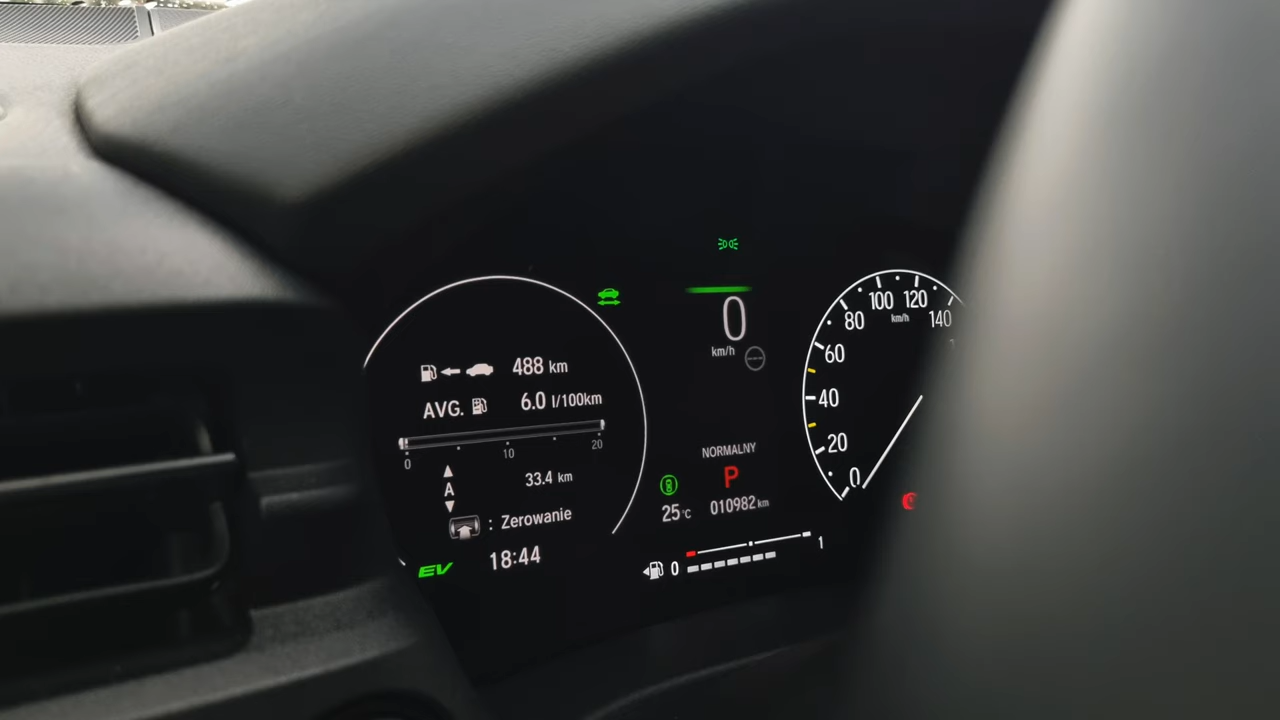 488 km
AVG. 6.0 l/100km
0 10 20
A 33.4 km
: Zerowanie
EV 18:44
0
km/h
NORMALNY
P
25°C 010982 km
0 1
0 20 40 60 80 100 120 140
km/h